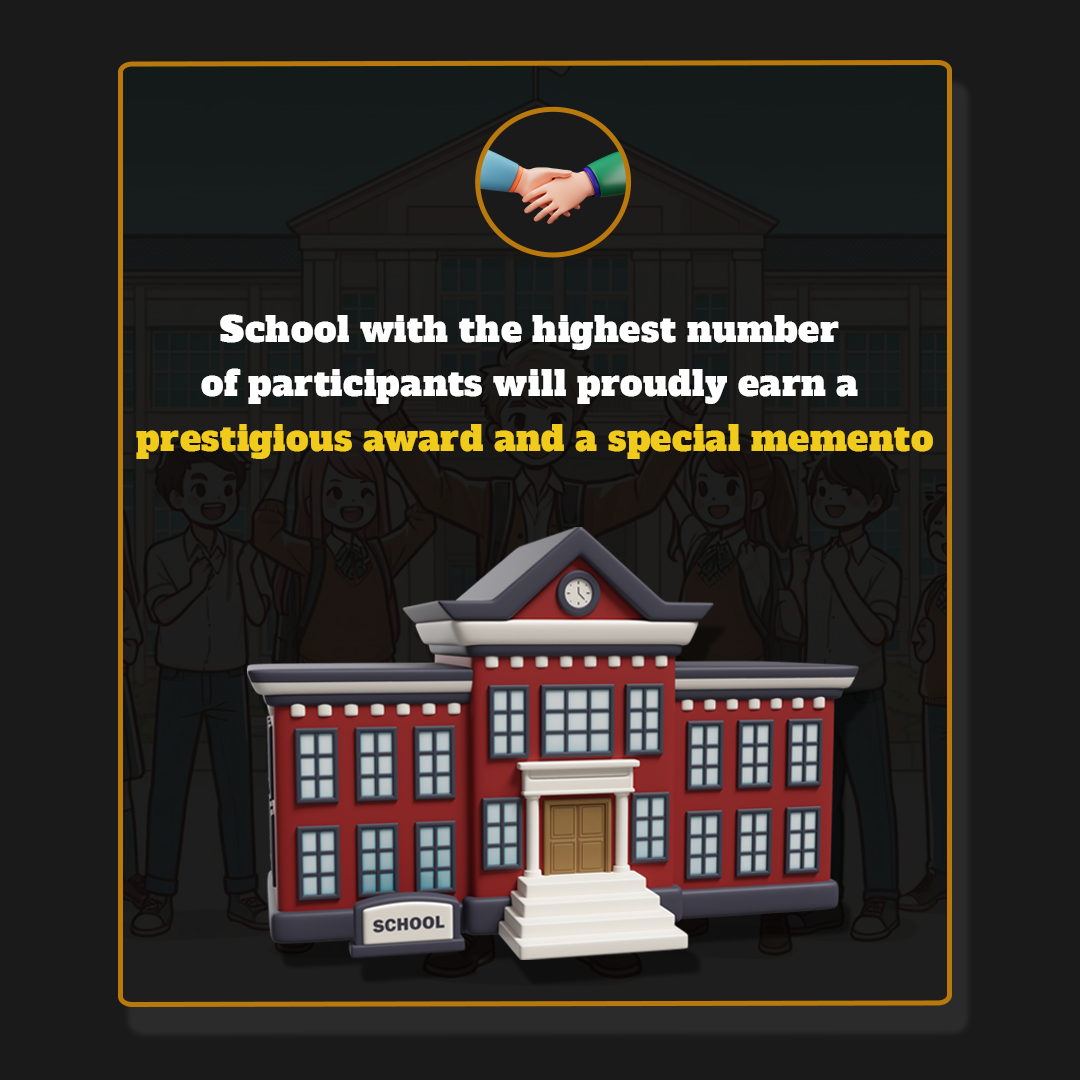 School with the highest number
of participants will proudly earn a
prestigious award and a special memento
SCHOOL